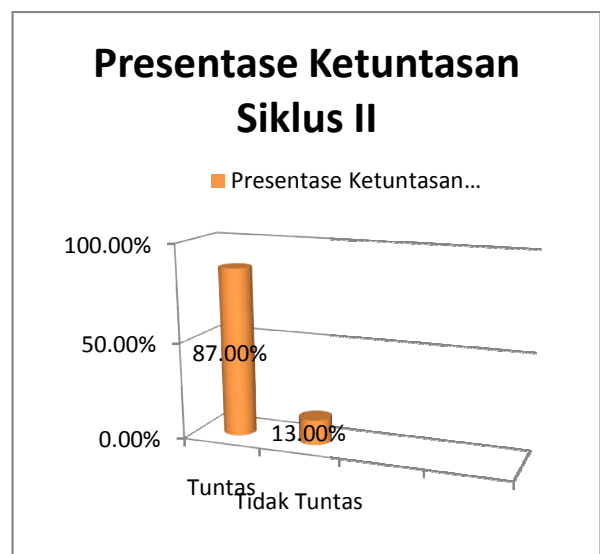 Presentase Ketuntasan
Siklus II
Presentase Ketuntasan...
100.00%
50.00%
0.00%
87.00%
13.00%
Tuntas
Tidak Tuntas